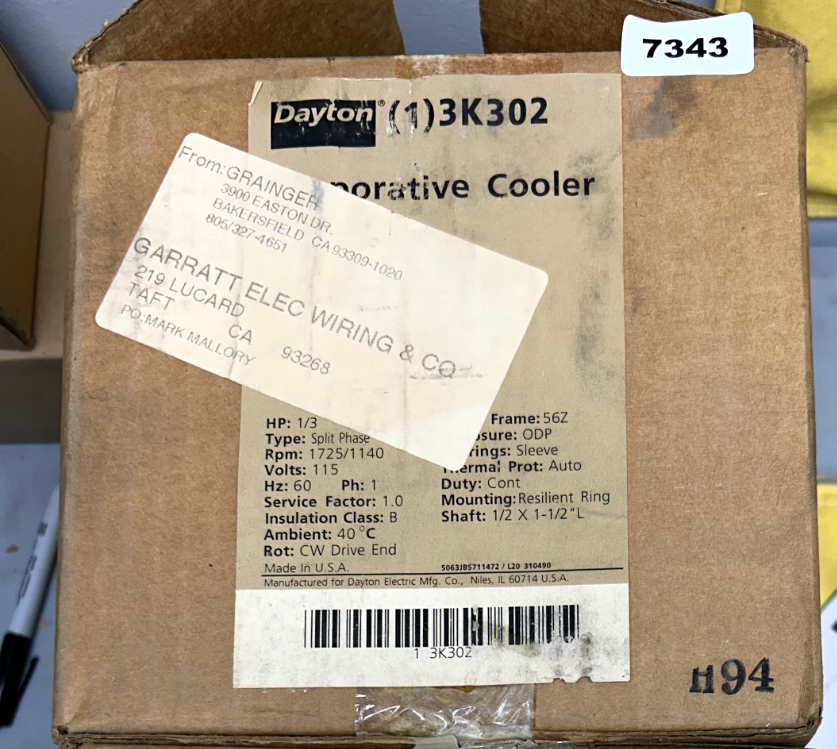 7343
Dayton® (1)3K302
porative Cooler
From: GRAINGER
3900 EASTON DR.
BAKERSFIELD CA 93309-1020
805/327-4651
GARRATT ELEC WIRING & CO
219 LUCARD
TAFT CA 93268
PO:MARK MALLORY
HP: 1/3
Type: Split Phase
Rpm: 1725/1140
Volts: 115
Hz: 60 Ph: 1
Service Factor: 1.0
Insulation Class: B
Ambient: 40 °C
Rot: CW Drive End
Made In U.S.A.
Frame: 56Z
osure: ODP
rings: Sleeve
Thermal Prot: Auto
Duty: Cont
Mounting: Resilient Ring
Shaft: 1/2 X 1-1/2"L
S063JBS711472 / L20 310490
Manufactured for Dayton Electric Mfg. Co., Niles, IL 60714 U.S.A.
1 3K302
H94